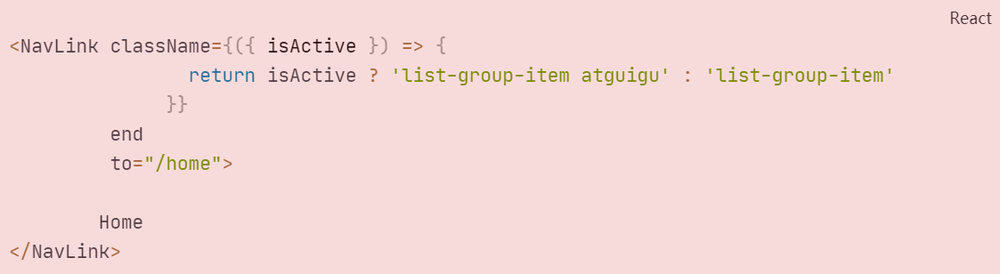 React
<NavLink className={({ isActive }) => {
return isActive ? 'list-group-item atguigu' : 'list-group-item'
}}
end
to="/home">
Home
</NavLink>